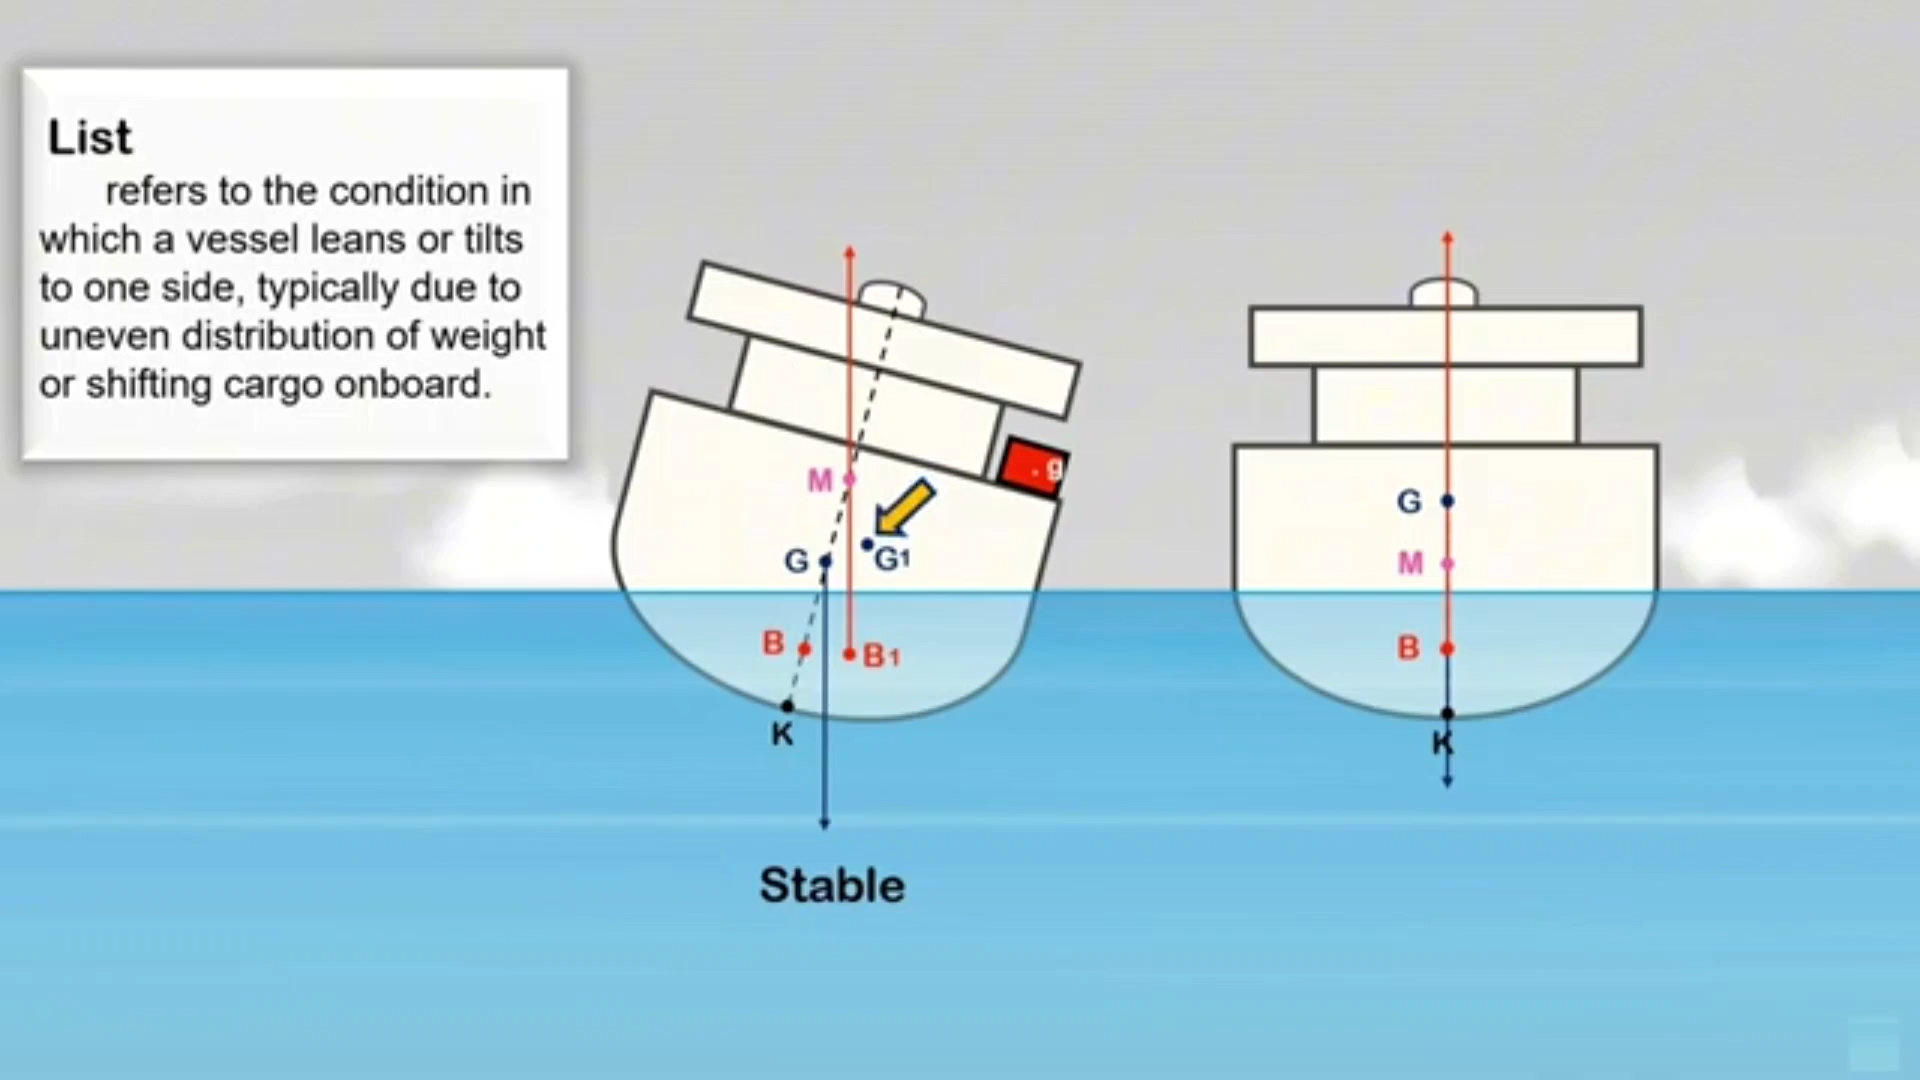 List
refers to the condition in
which a vessel leans or tilts
to one side, typically due to
uneven distribution of weight
or shifting cargo onboard.
. g
M
G
G1
B
B1
K
Stable
G
M
B
K